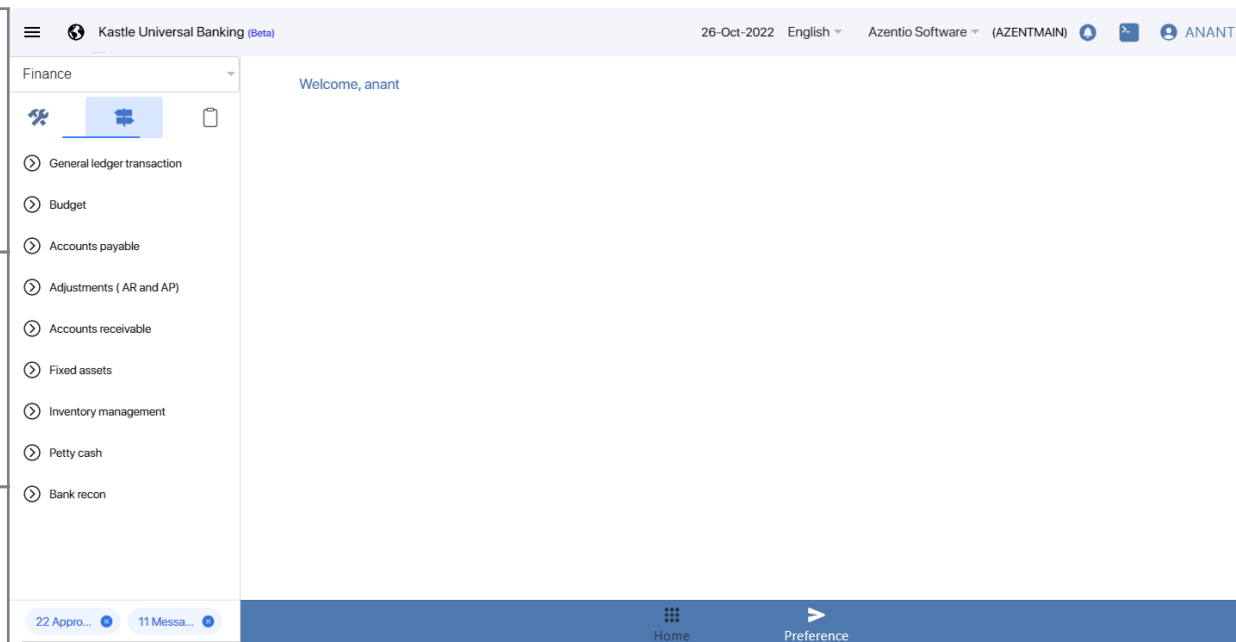 Kastle Universal Banking (Beta)
26-Oct-2022 English Azentio Software (AZENTMAIN) ANANT
Finance
Welcome, anant
General ledger transaction
Budget
Accounts payable
Adjustments ( AR and AP)
Accounts receivable
Fixed assets
Inventory management
Petty cash
Bank recon
22 Appro... 11 Messa...
Home Preference